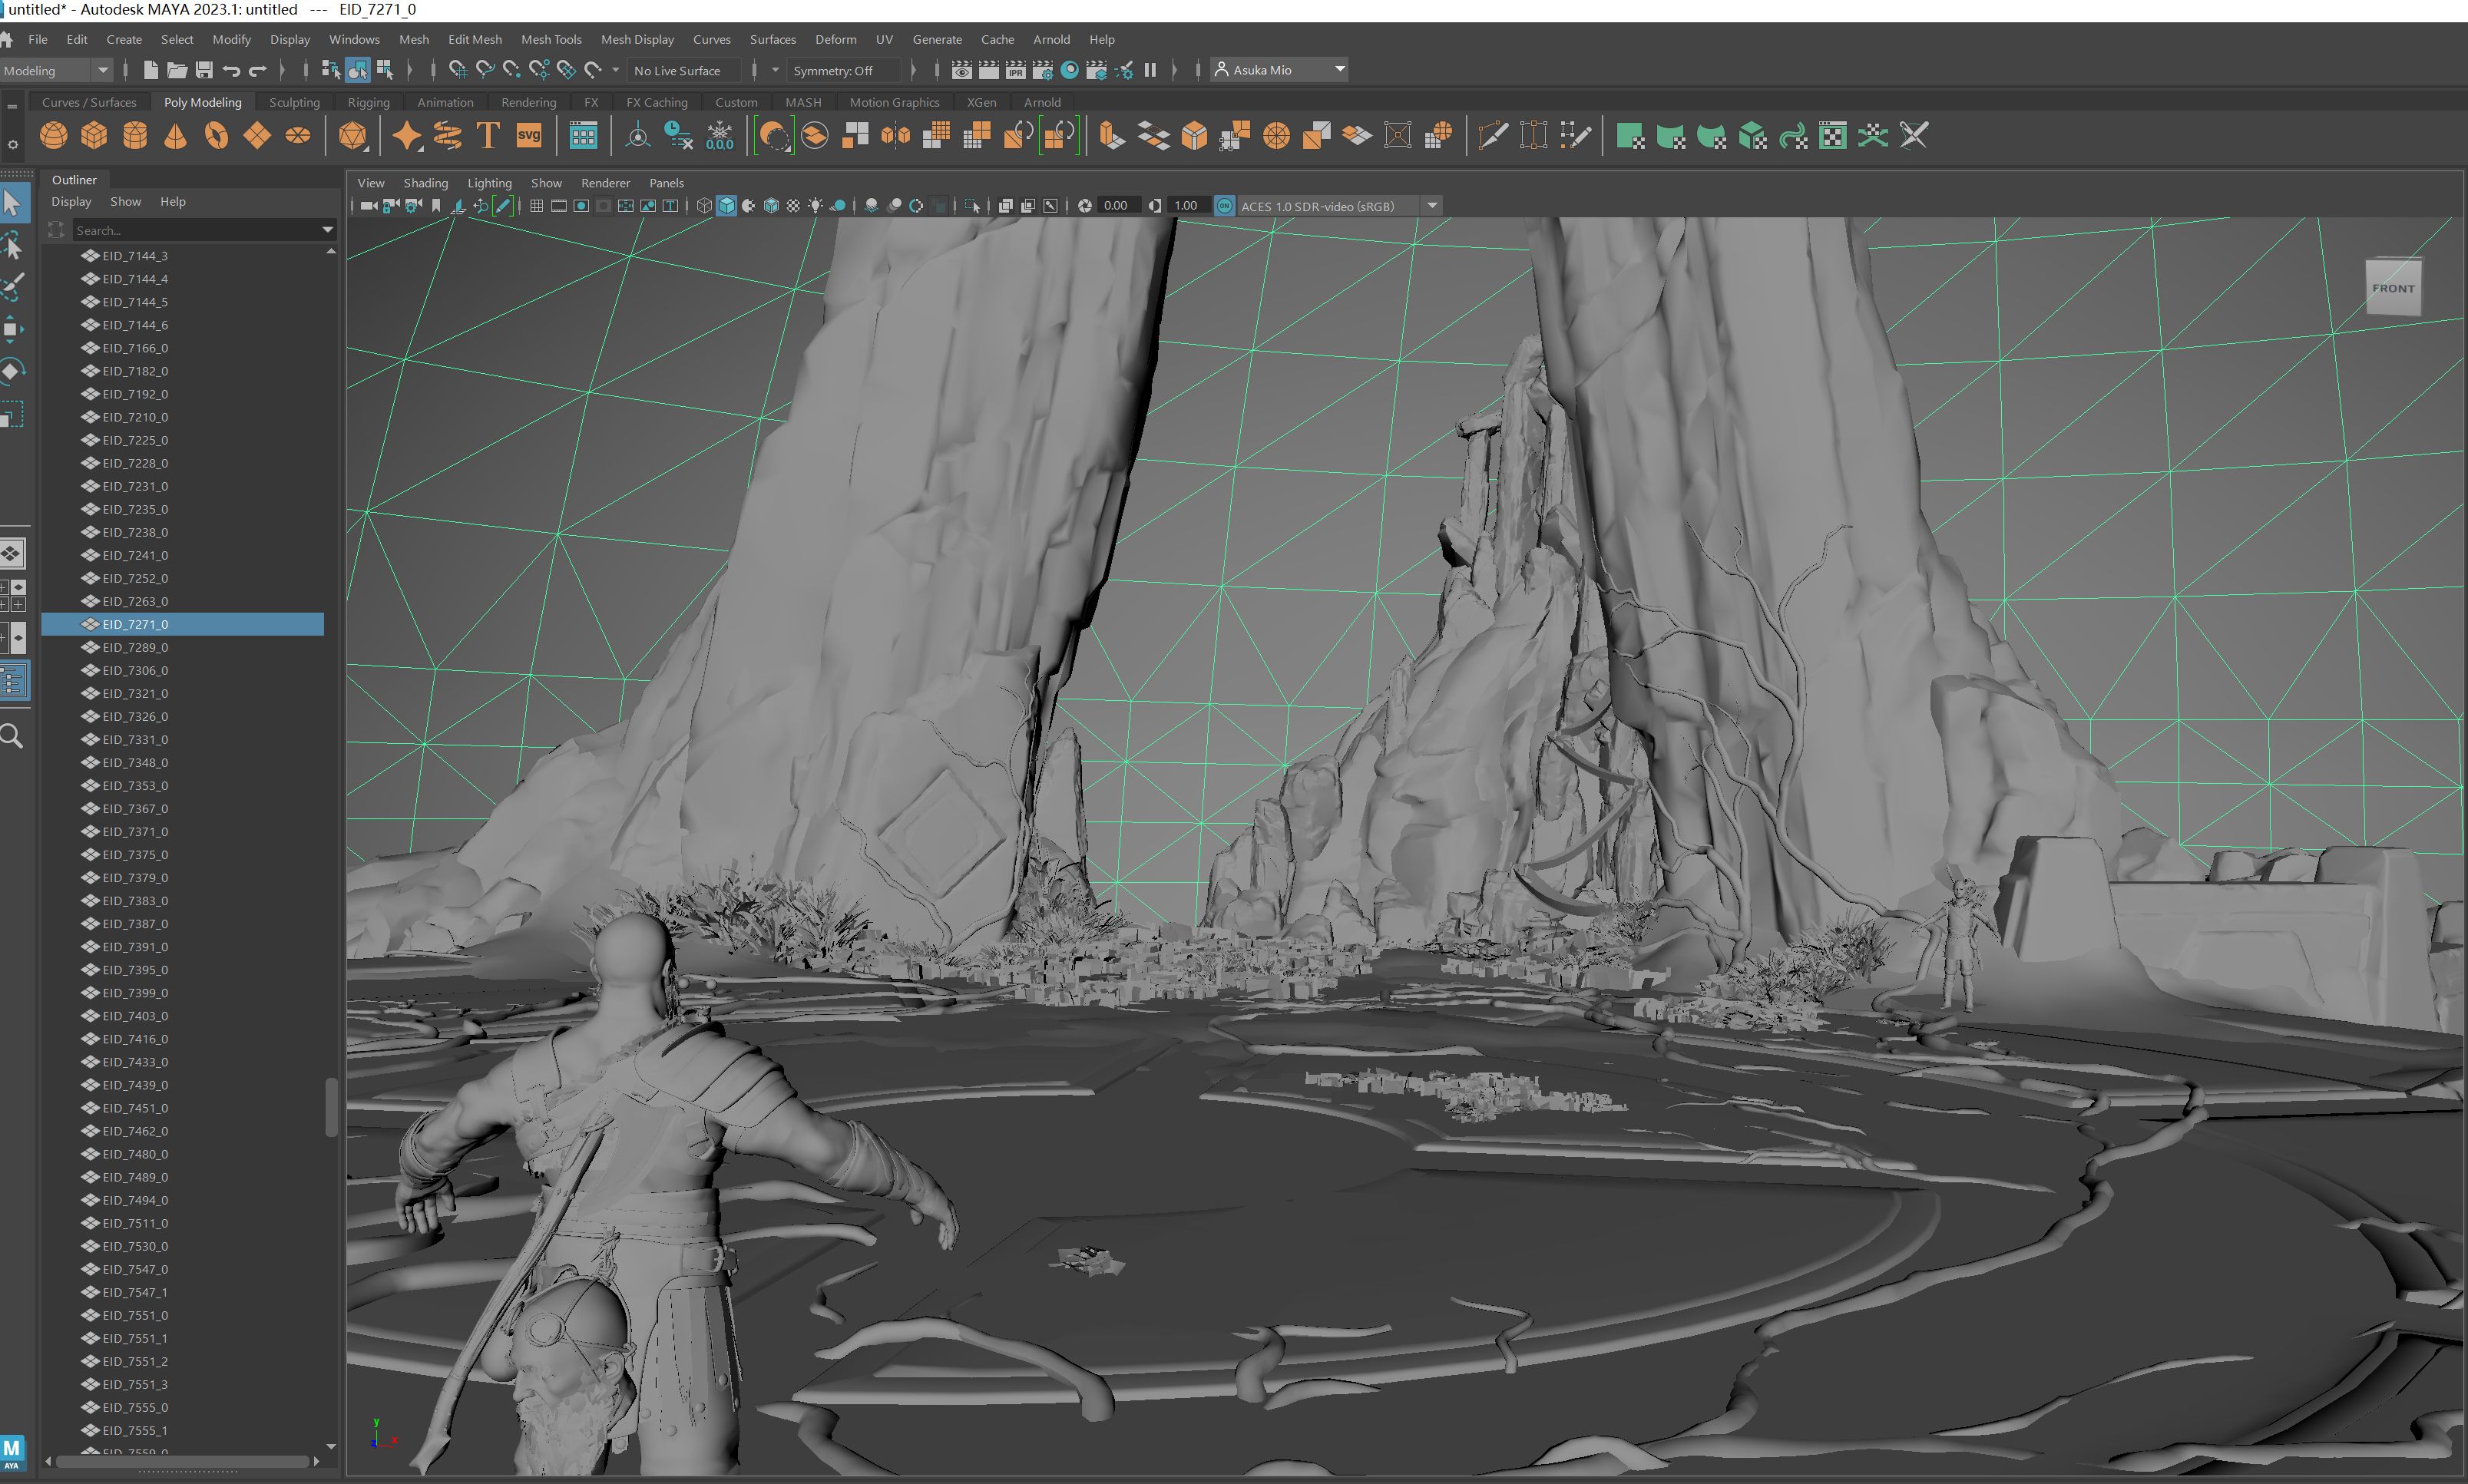 untitled* - Autodesk MAYA 2023.1: untitled --- EID_7271_0
File Edit Create Select Modify Display Windows Mesh Edit Mesh Mesh Tools Mesh Display Curves Surfaces Deform UV Generate Cache Arnold Help
Modeling No Live Surface Symmetry: Off IPR Asuka Mio
Curves / Surfaces Poly Modeling Sculpting Rigging Animation Rendering FX FX Caching Custom MASH Motion Graphics XGen Arnold
T svg 0,0,0
Outliner
View Shading Lighting Show Renderer Panels
Display Show Help
0.00 1.00 ON ACES 1.0 SDR-video (sRGB)
Search...
EID_7144_3
EID_7144_4
EID_7144_5
FRONT
EID_7144_6
EID_7166_0
EID_7182_0
EID_7192_0
EID_7210_0
EID_7225_0
EID_7228_0
EID_7231_0
EID_7235_0
EID_7238_0
EID_7241_0
EID_7252_0
EID_7263_0
EID_7271_0
EID_7289_0
EID_7306_0
EID_7321_0
EID_7326_0
EID_7331_0
EID_7348_0
EID_7353_0
EID_7367_0
EID_7371_0
EID_7375_0
EID_7379_0
EID_7383_0
EID_7387_0
EID_7391_0
EID_7395_0
EID_7399_0
EID_7403_0
EID_7416_0
EID_7433_0
EID_7439_0
EID_7451_0
EID_7462_0
EID_7480_0
EID_7489_0
EID_7494_0
EID_7511_0
EID_7530_0
EID_7547_0
EID_7547_1
EID_7551_0
EID_7551_1
EID_7551_2
EID_7551_3
EID_7555_0
EID_7555_1
EID_7559_0
y
z x
M
AYA